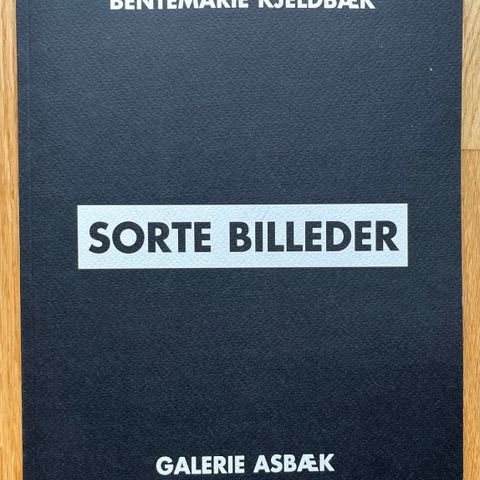 BENTEMARIE KJELDBÆK
SORTE BILLEDER
GALERIE ASBÆK